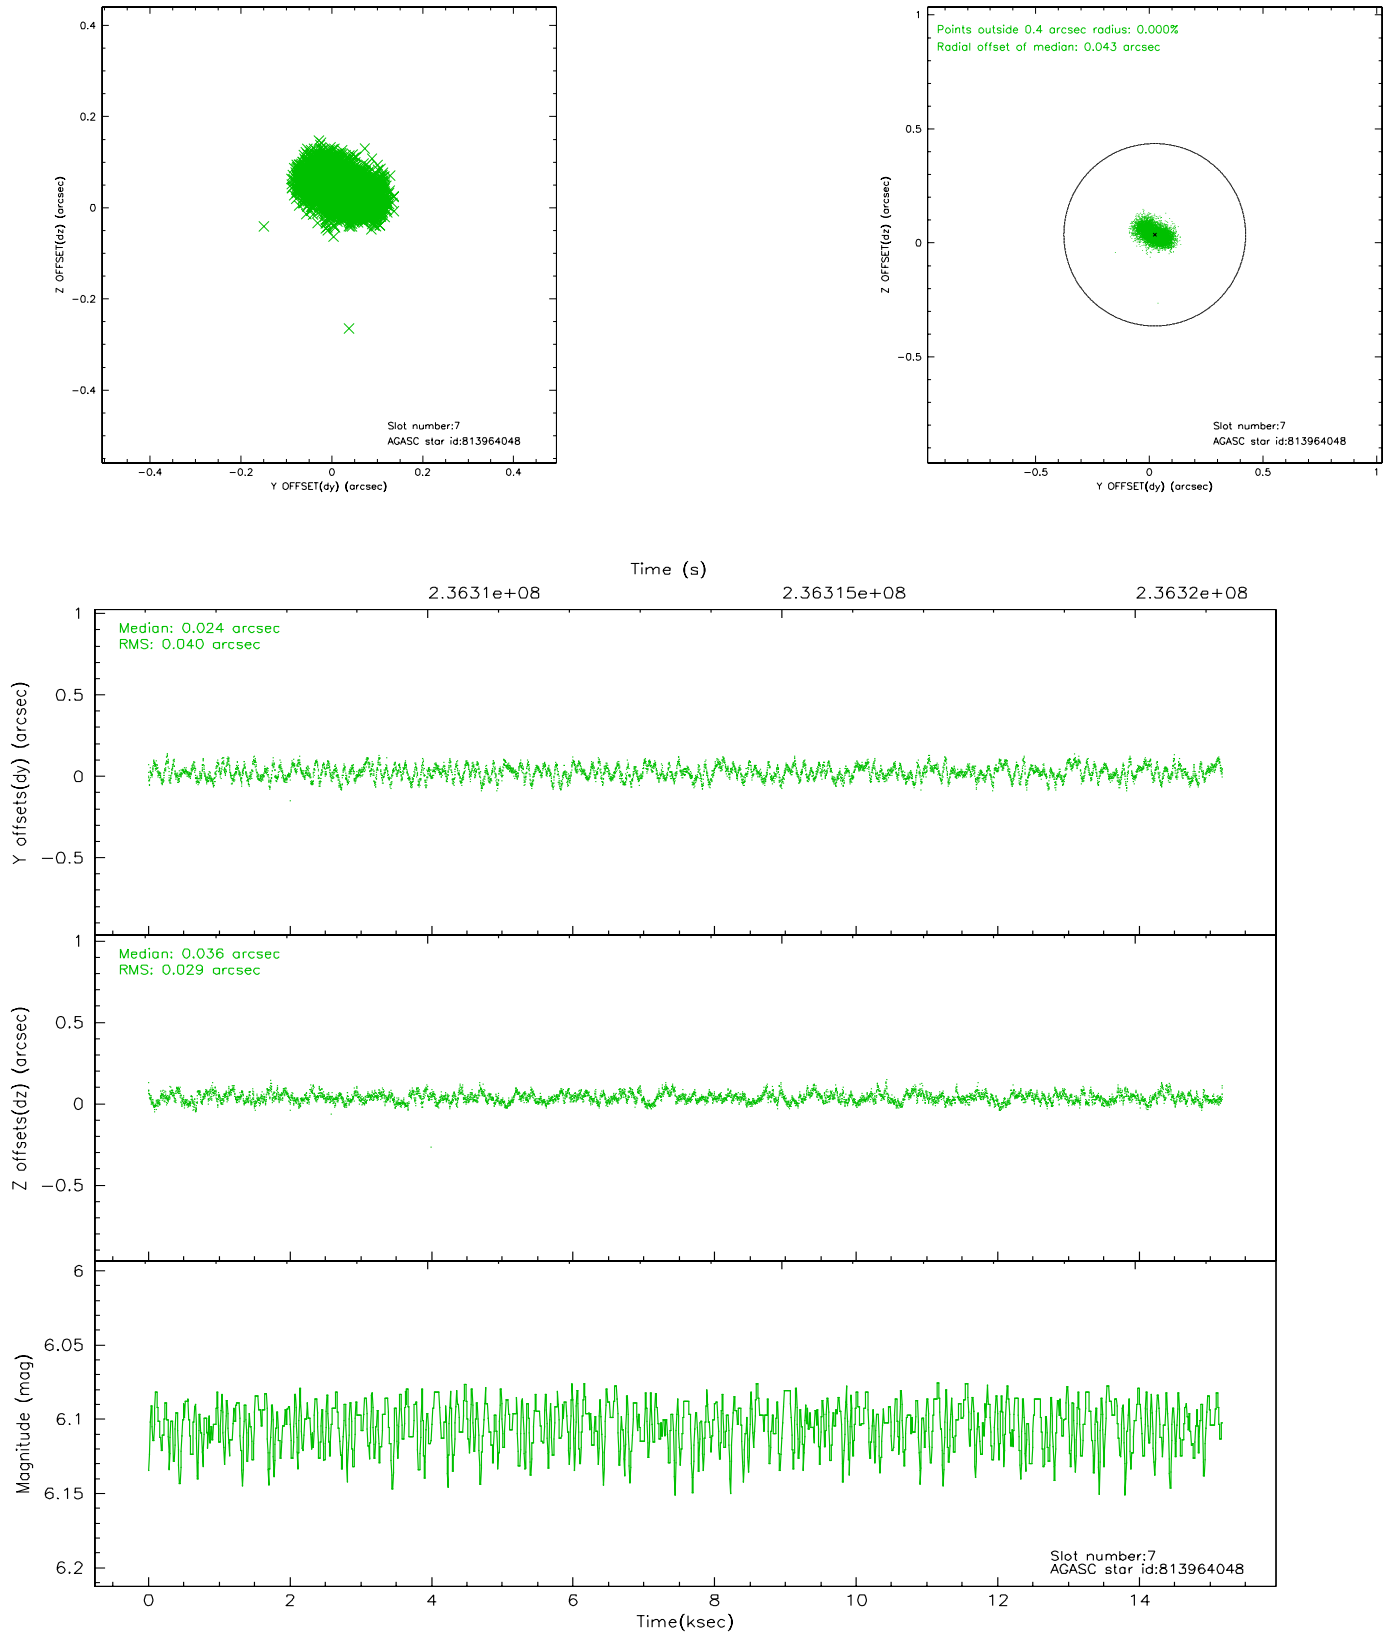 0.4
0.2
0
−0.2
−0.4
Z OFFSET(dz) (arcsec)
Slot number:7
AGASC star id:813964048
−0.4 −0.2 0 0.2 0.4
Y OFFSET(dy) (arcsec)
1
0.5
0
−0.5
Z OFFSET(dz) (arcsec)
Points outside 0.4 arcsec radius: 0.000%
Radial offset of median: 0.043 arcsec
Slot number:7
AGASC star id:813964048
−0.5 0 0.5 1
Y OFFSET(dy) (arcsec)
Time (s)
2.3631e+08 2.36315e+08 2.3632e+08
1
0.5
0
−0.5
Y offsets(dy) (arcsec)
Median: 0.024 arcsec
RMS: 0.040 arcsec
1
0.5
0
−0.5
Z offsets(dz) (arcsec)
Median: 0.036 arcsec
RMS: 0.029 arcsec
6
6.05
6.1
6.15
6.2
Magnitude (mag)
Slot number:7
AGASC star id:813964048
0 2 4 6 8 10 12 14
Time(ksec)